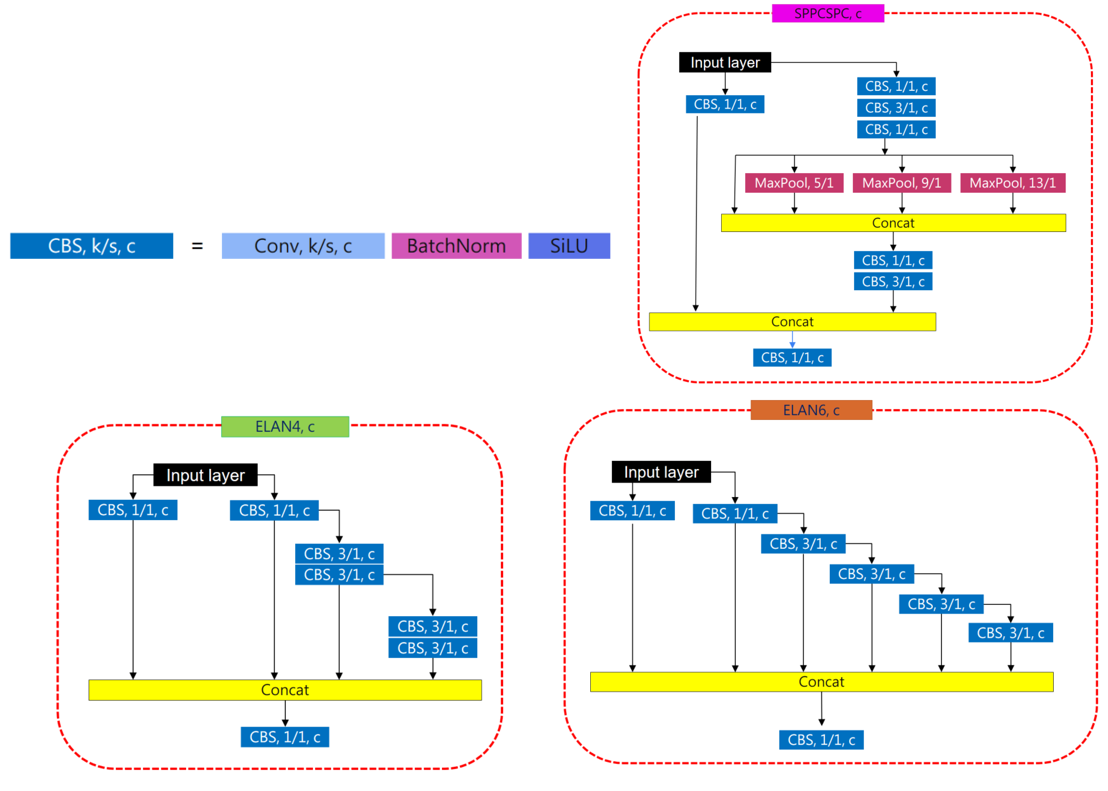 SPPCSPC, c
Input layer
CBS, 1/1, c
CBS, 1/1, c
CBS, 3/1, c
CBS, 1/1, c
MaxPool, 5/1
MaxPool, 9/1
MaxPool, 13/1
Concat
CBS, 1/1, c
CBS, 3/1, c
Concat
CBS, 1/1, c
CBS, k/s, c = Conv, k/s, c BatchNorm SiLU
ELAN4, c
Input layer
CBS, 1/1, c
CBS, 1/1, c
CBS, 3/1, c
CBS, 3/1, c
CBS, 3/1, c
CBS, 3/1, c
Concat
CBS, 1/1, c
ELAN6, c
Input layer
CBS, 1/1, c
CBS, 1/1, c
CBS, 3/1, c
CBS, 3/1, c
CBS, 3/1, c
CBS, 3/1, c
Concat
CBS, 1/1, c